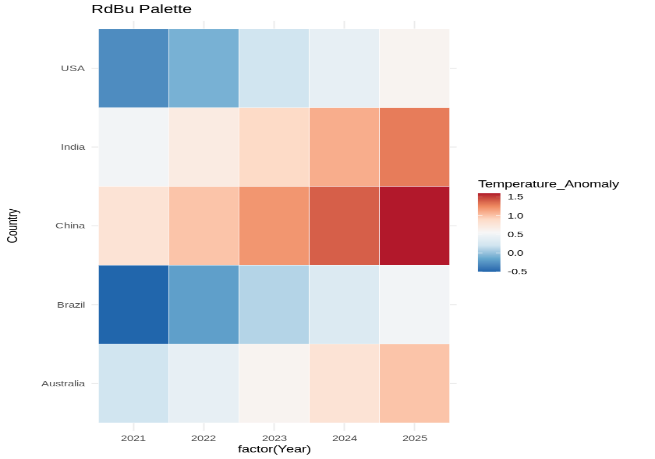 RdBu Palette
USA
India
China
Brazil
Australia
Country
2021 2022 2023 2024 2025
factor(Year)
Temperature_Anomaly
1.5
1.0
0.5
0.0
-0.5